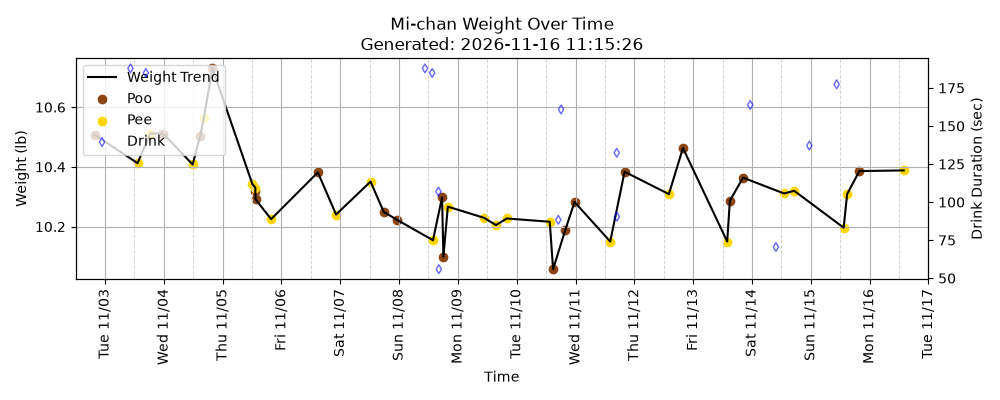 Mi-chan Weight Over Time
Generated: 2026-11-16 11:15:26
Weight Trend
Poo
Pee
Drink
Weight (lb)
10.6
10.4
10.2
Drink Duration (sec)
175
150
125
100
75
50
Tue 11/03
Wed 11/04
Thu 11/05
Fri 11/06
Sat 11/07
Sun 11/08
Mon 11/09
Tue 11/10
Wed 11/11
Thu 11/12
Fri 11/13
Sat 11/14
Sun 11/15
Mon 11/16
Tue 11/17
Time